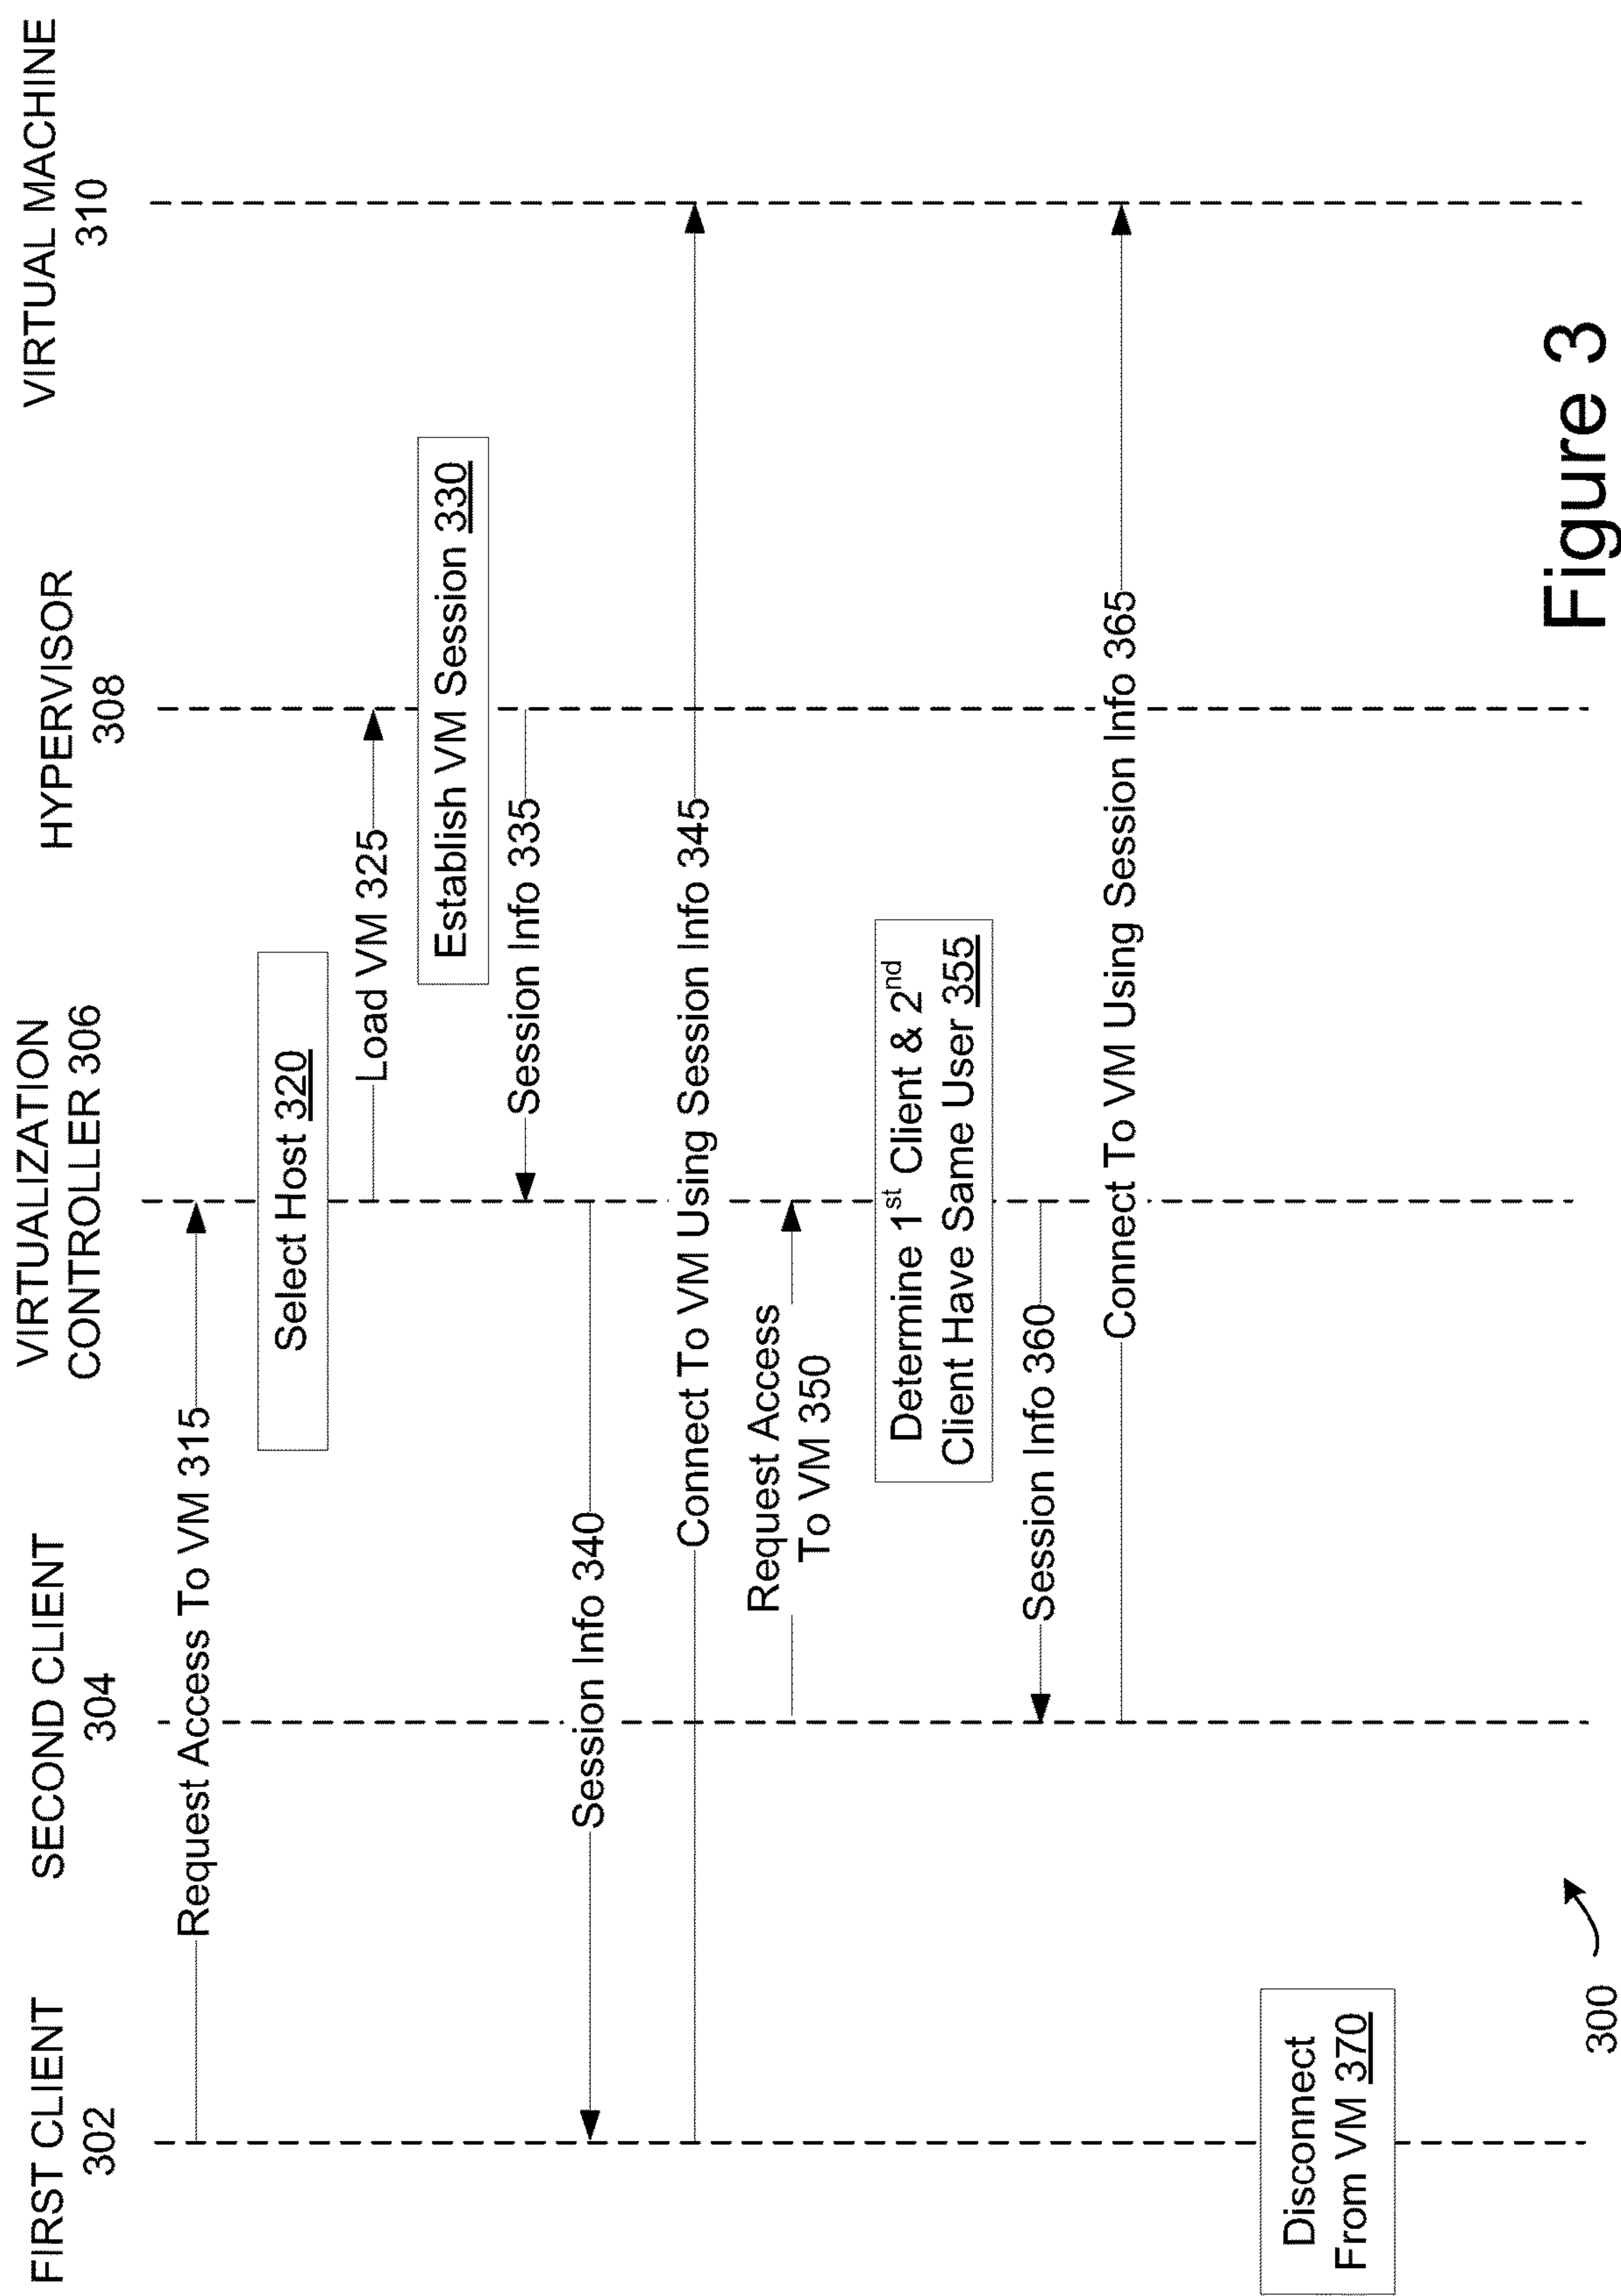 FIRST CLIENT
302
SECOND CLIENT
304
VIRTUALIZATION
CONTROLLER 306
HYPERVISOR
308
VIRTUAL MACHINE
310
Request Access To VM 315
Select Host 320
Load VM 325
Establish VM Session 330
Session Info 335
Session Info 340
Connect To VM Using Session Info 345
Request Access
To VM 350
Determine 1st Client & 2nd
Client Have Same User 355
Session Info 360
Connect To VM Using Session Info 365
Disconnect
From VM 370
300
Figure 3